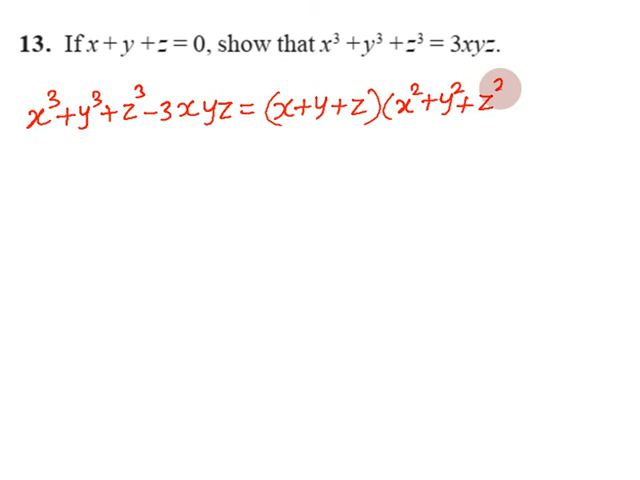 13. If x + y + z = 0, show that x³ + y³ + z³ = 3xyz.
x³+y³+z³-3xyz = (x+y+z)(x²+y²+z²